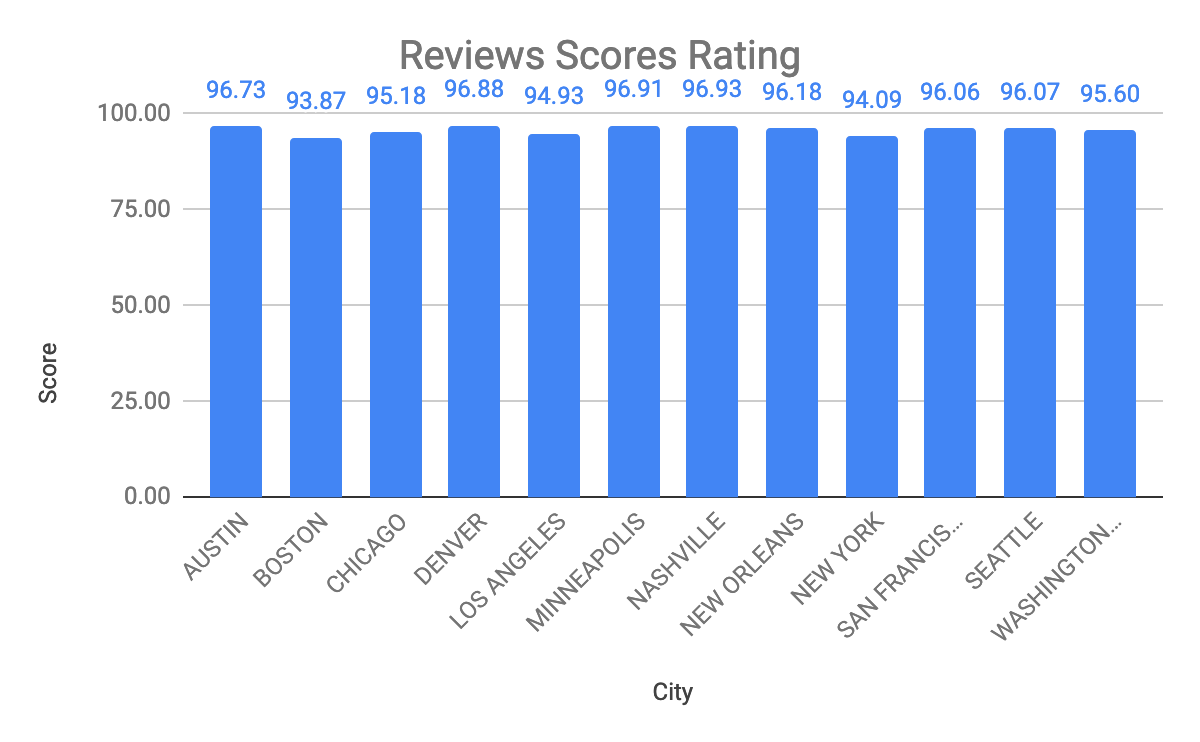 Reviews Scores Rating
96.73 93.87 95.18 96.88 94.93 96.91 96.93 96.18 94.09 96.06 96.07 95.60
100.00
75.00
50.00
25.00
0.00
Score
AUSTIN
BOSTON
CHICAGO
DENVER
LOS ANGELES
MINNEAPOLIS
NASHVILLE
NEW ORLEANS
NEW YORK
SAN FRANCIS...
SEATTLE
WASHINGTON...
City